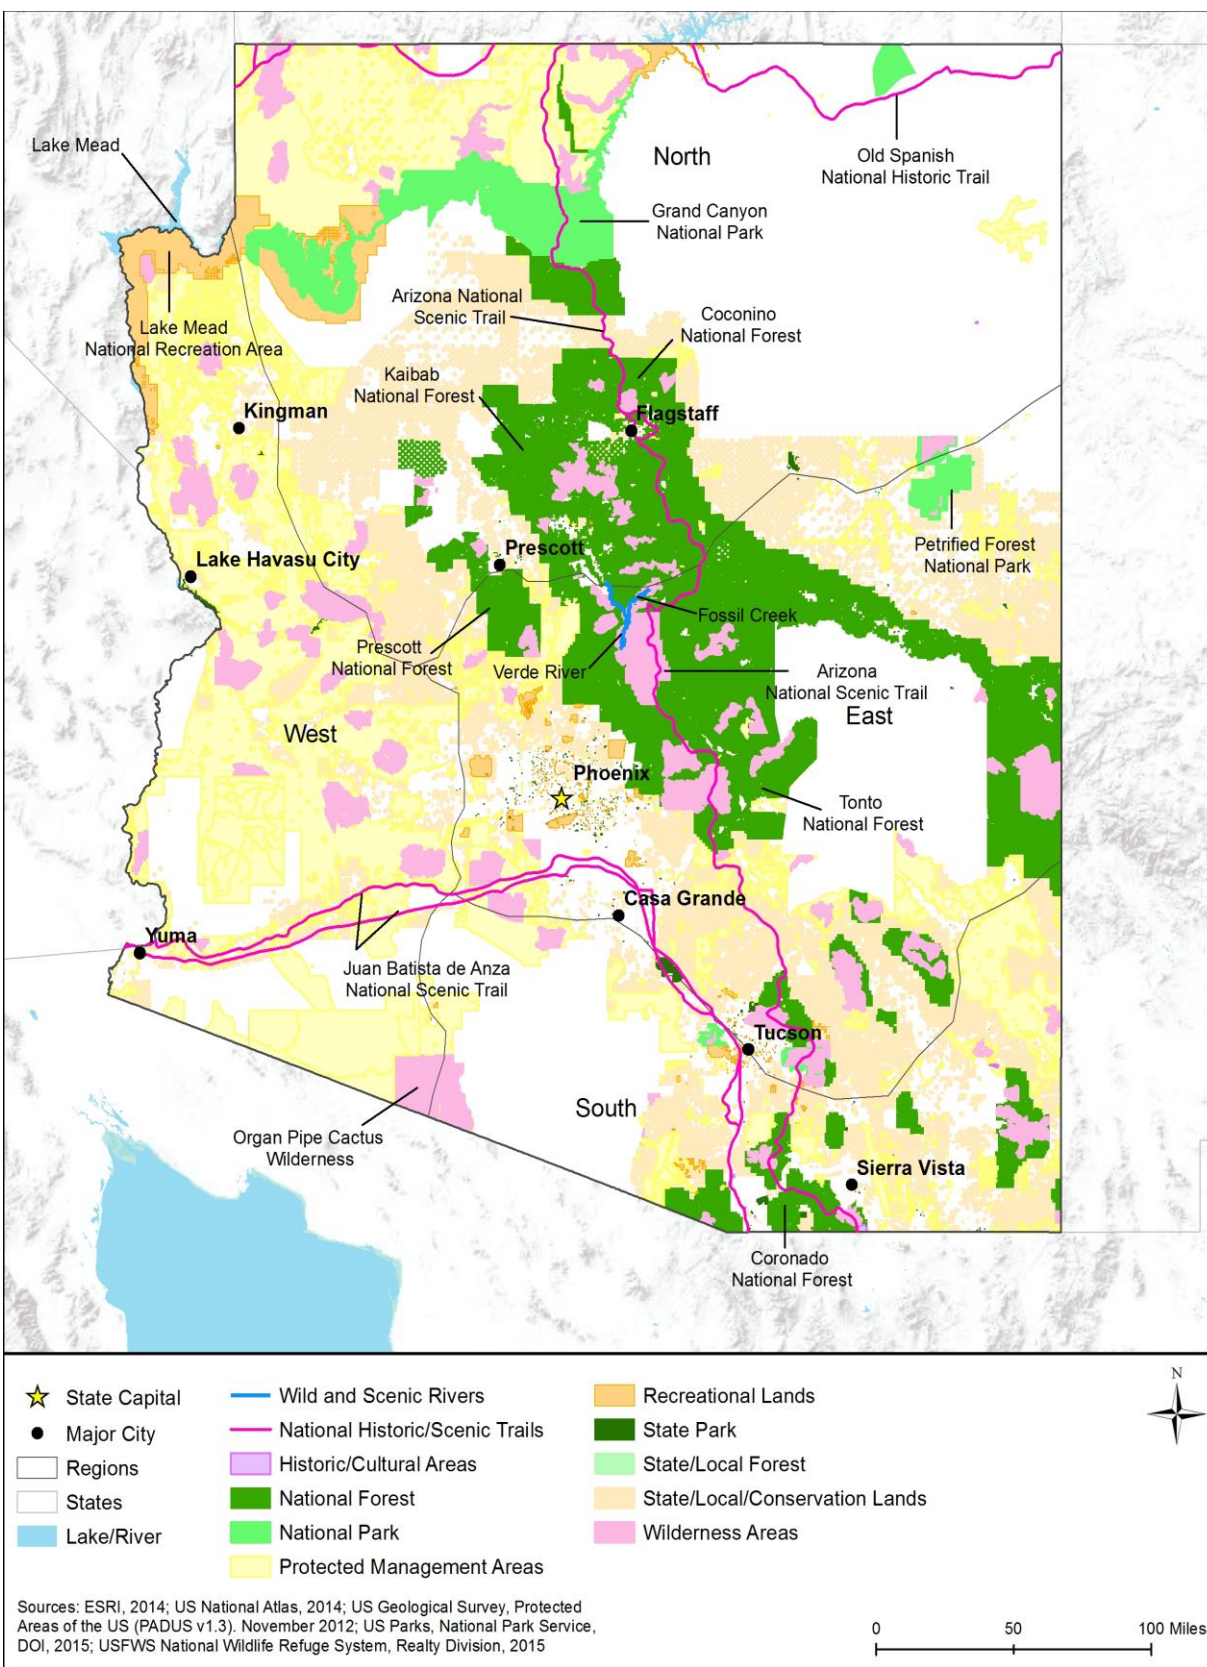 Lake Mead
North
Old Spanish
National Historic Trail
Grand Canyon
National Park
Arizona National
Scenic Trail
Coconino
National Forest
Lake Mead
National Recreation Area
Kaibab
National Forest
Kingman
Flagstaff
Petrified Forest
National Park
Prescott
Lake Havasu City
Fossil Creek
Prescott
National Forest
Verde River
Arizona
National Scenic Trail
East
West
Phoenix
Tonto
National Forest
Casa Grande
Yuma
Juan Batista de Anza
National Scenic Trail
Tucson
South
Organ Pipe Cactus
Wilderness
Sierra Vista
Coronado
National Forest
State Capital
Major City
Regions
States
Lake/River
Wild and Scenic Rivers
National Historic/Scenic Trails
Historic/Cultural Areas
National Forest
National Park
Protected Management Areas
Recreational Lands
State Park
State/Local Forest
State/Local/Conservation Lands
Wilderness Areas
N
Sources: ESRI, 2014; US National Atlas, 2014; US Geological Survey, Protected
Areas of the US (PADUS v1.3). November 2012; US Parks, National Park Service,
DOI, 2015; USFWS National Wildlife Refuge System, Realty Division, 2015
0 50 100 Miles